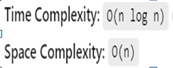 Time Complexity: O(n log n)
Space Complexity: O(n)